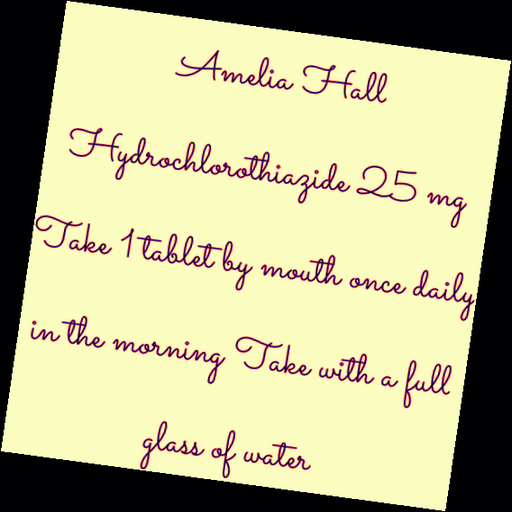 Amelia Hall
Hydrochlorothiazide 25 mg
Take 1 tablet by mouth once daily
in the morning Take with a full
glass of water